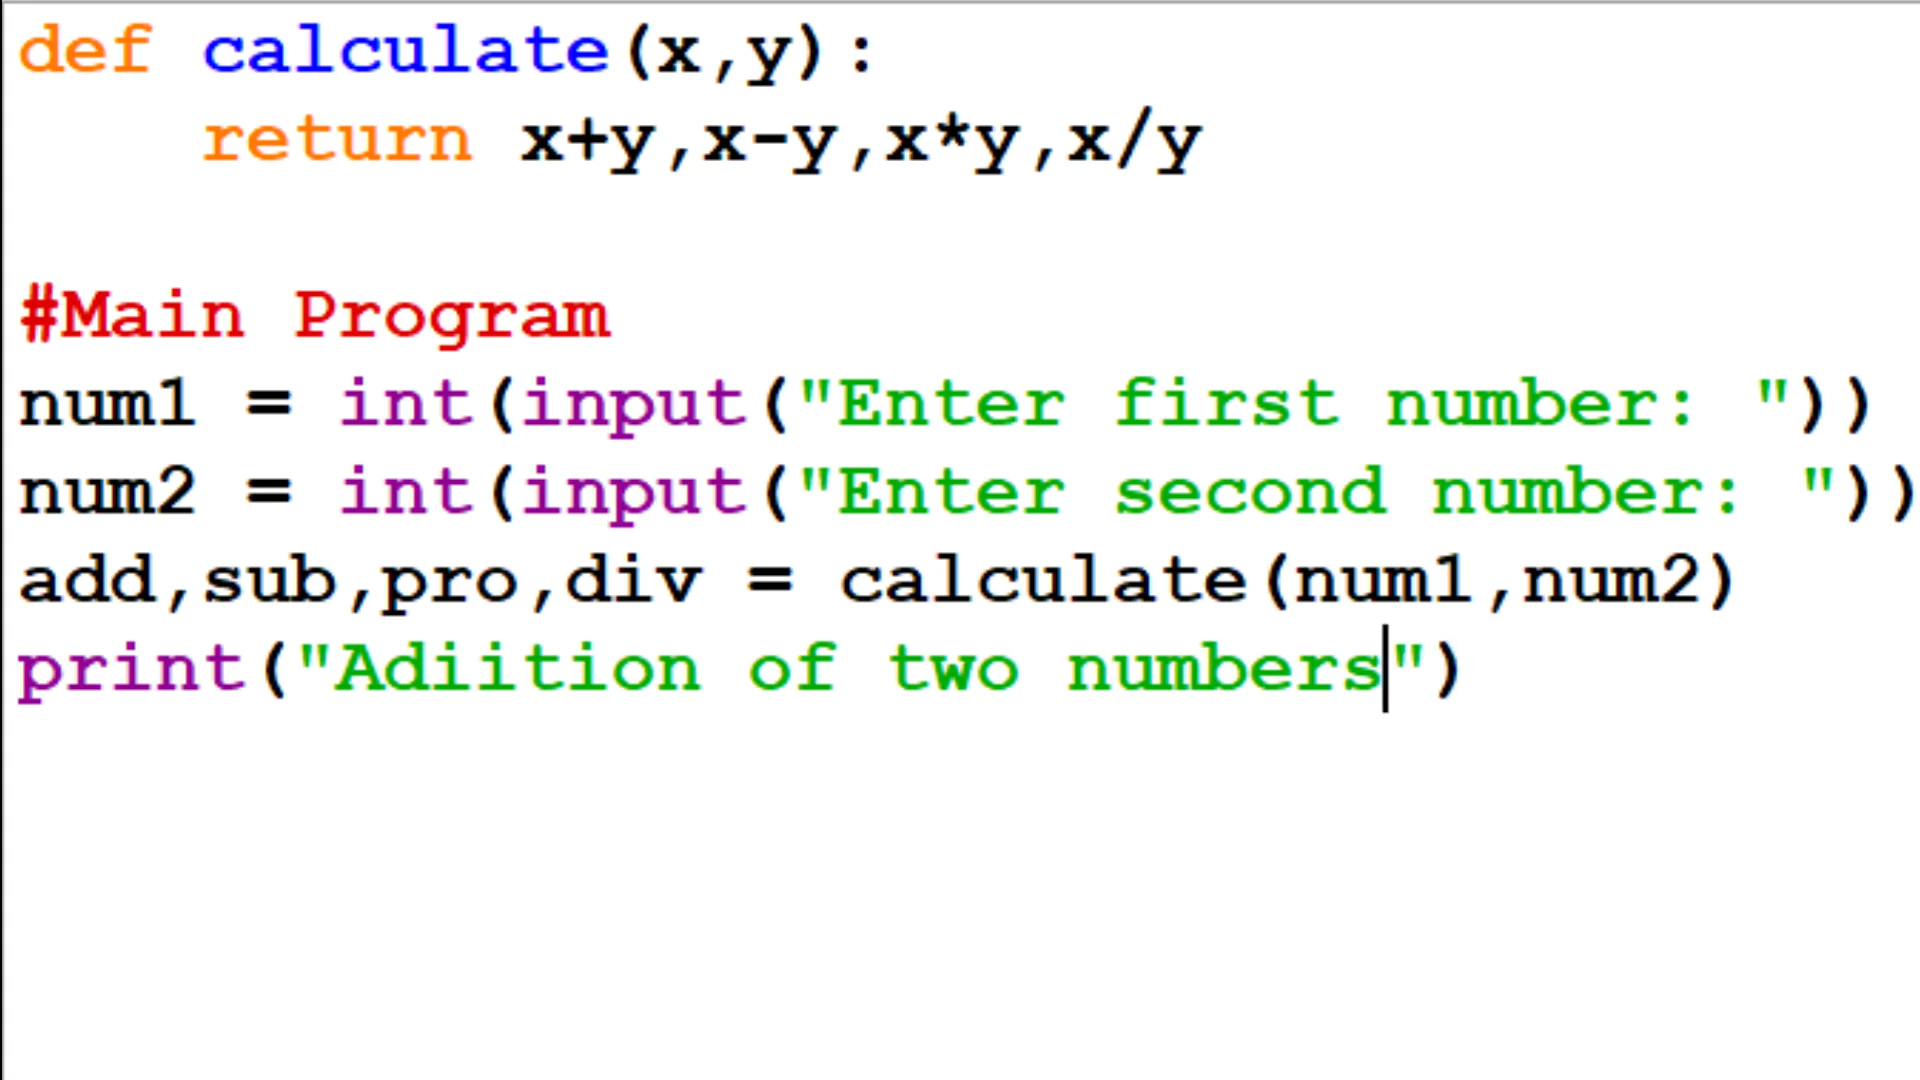 def calculate(x,y):
    return x+y,x-y,x*y,x/y
#Main Program
num1 = int(input("Enter first number: "))
num2 = int(input("Enter second number: "))
add,sub,pro,div = calculate(num1,num2)
print("Adiition of two numbers")